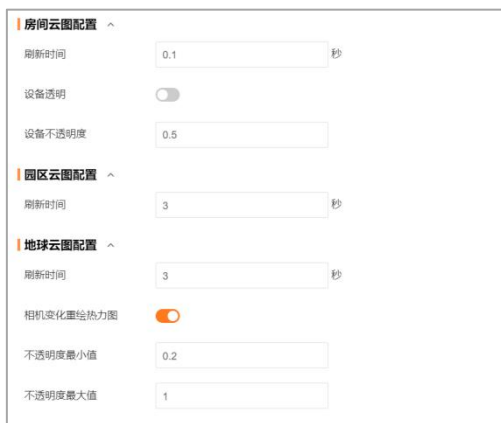 房间云图配置
刷新时间 0.1 秒
设备透明
设备不透明度 0.5
园区云图配置
刷新时间 3 秒
地球云图配置
刷新时间 3 秒
相机变化重绘热力图
不透明度最小值 0.2
不透明度最大值 1